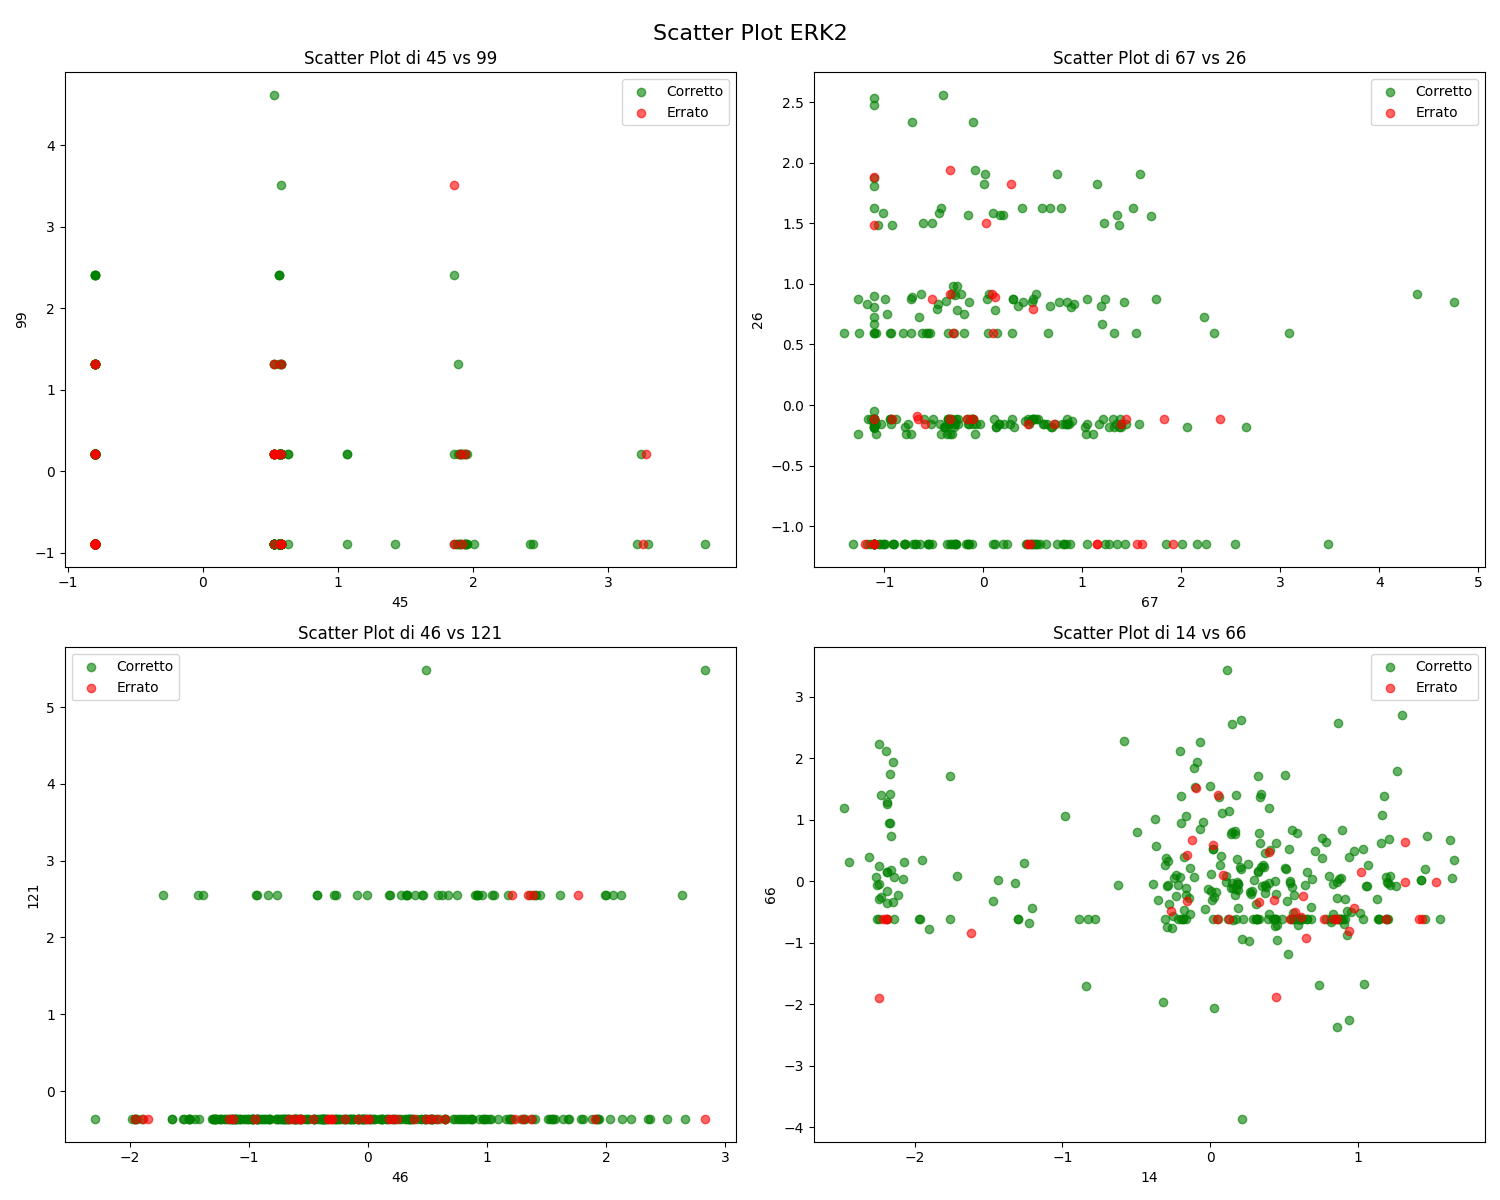 Scatter Plot ERK2
Scatter Plot di 45 vs 99
Corretto
Errato
4
3
2
1
0
−1
99
−1 0 1 2 3
45
Scatter Plot di 67 vs 26
Corretto
Errato
2.5
2.0
1.5
1.0
0.5
0.0
−0.5
−1.0
26
−1 0 1 2 3 4 5
67
Scatter Plot di 46 vs 121
Corretto
Errato
5
4
3
2
1
0
121
−2 −1 0 1 2 3
46
Scatter Plot di 14 vs 66
Corretto
Errato
3
2
1
0
−1
−2
−3
−4
66
−2 −1 0 1
14